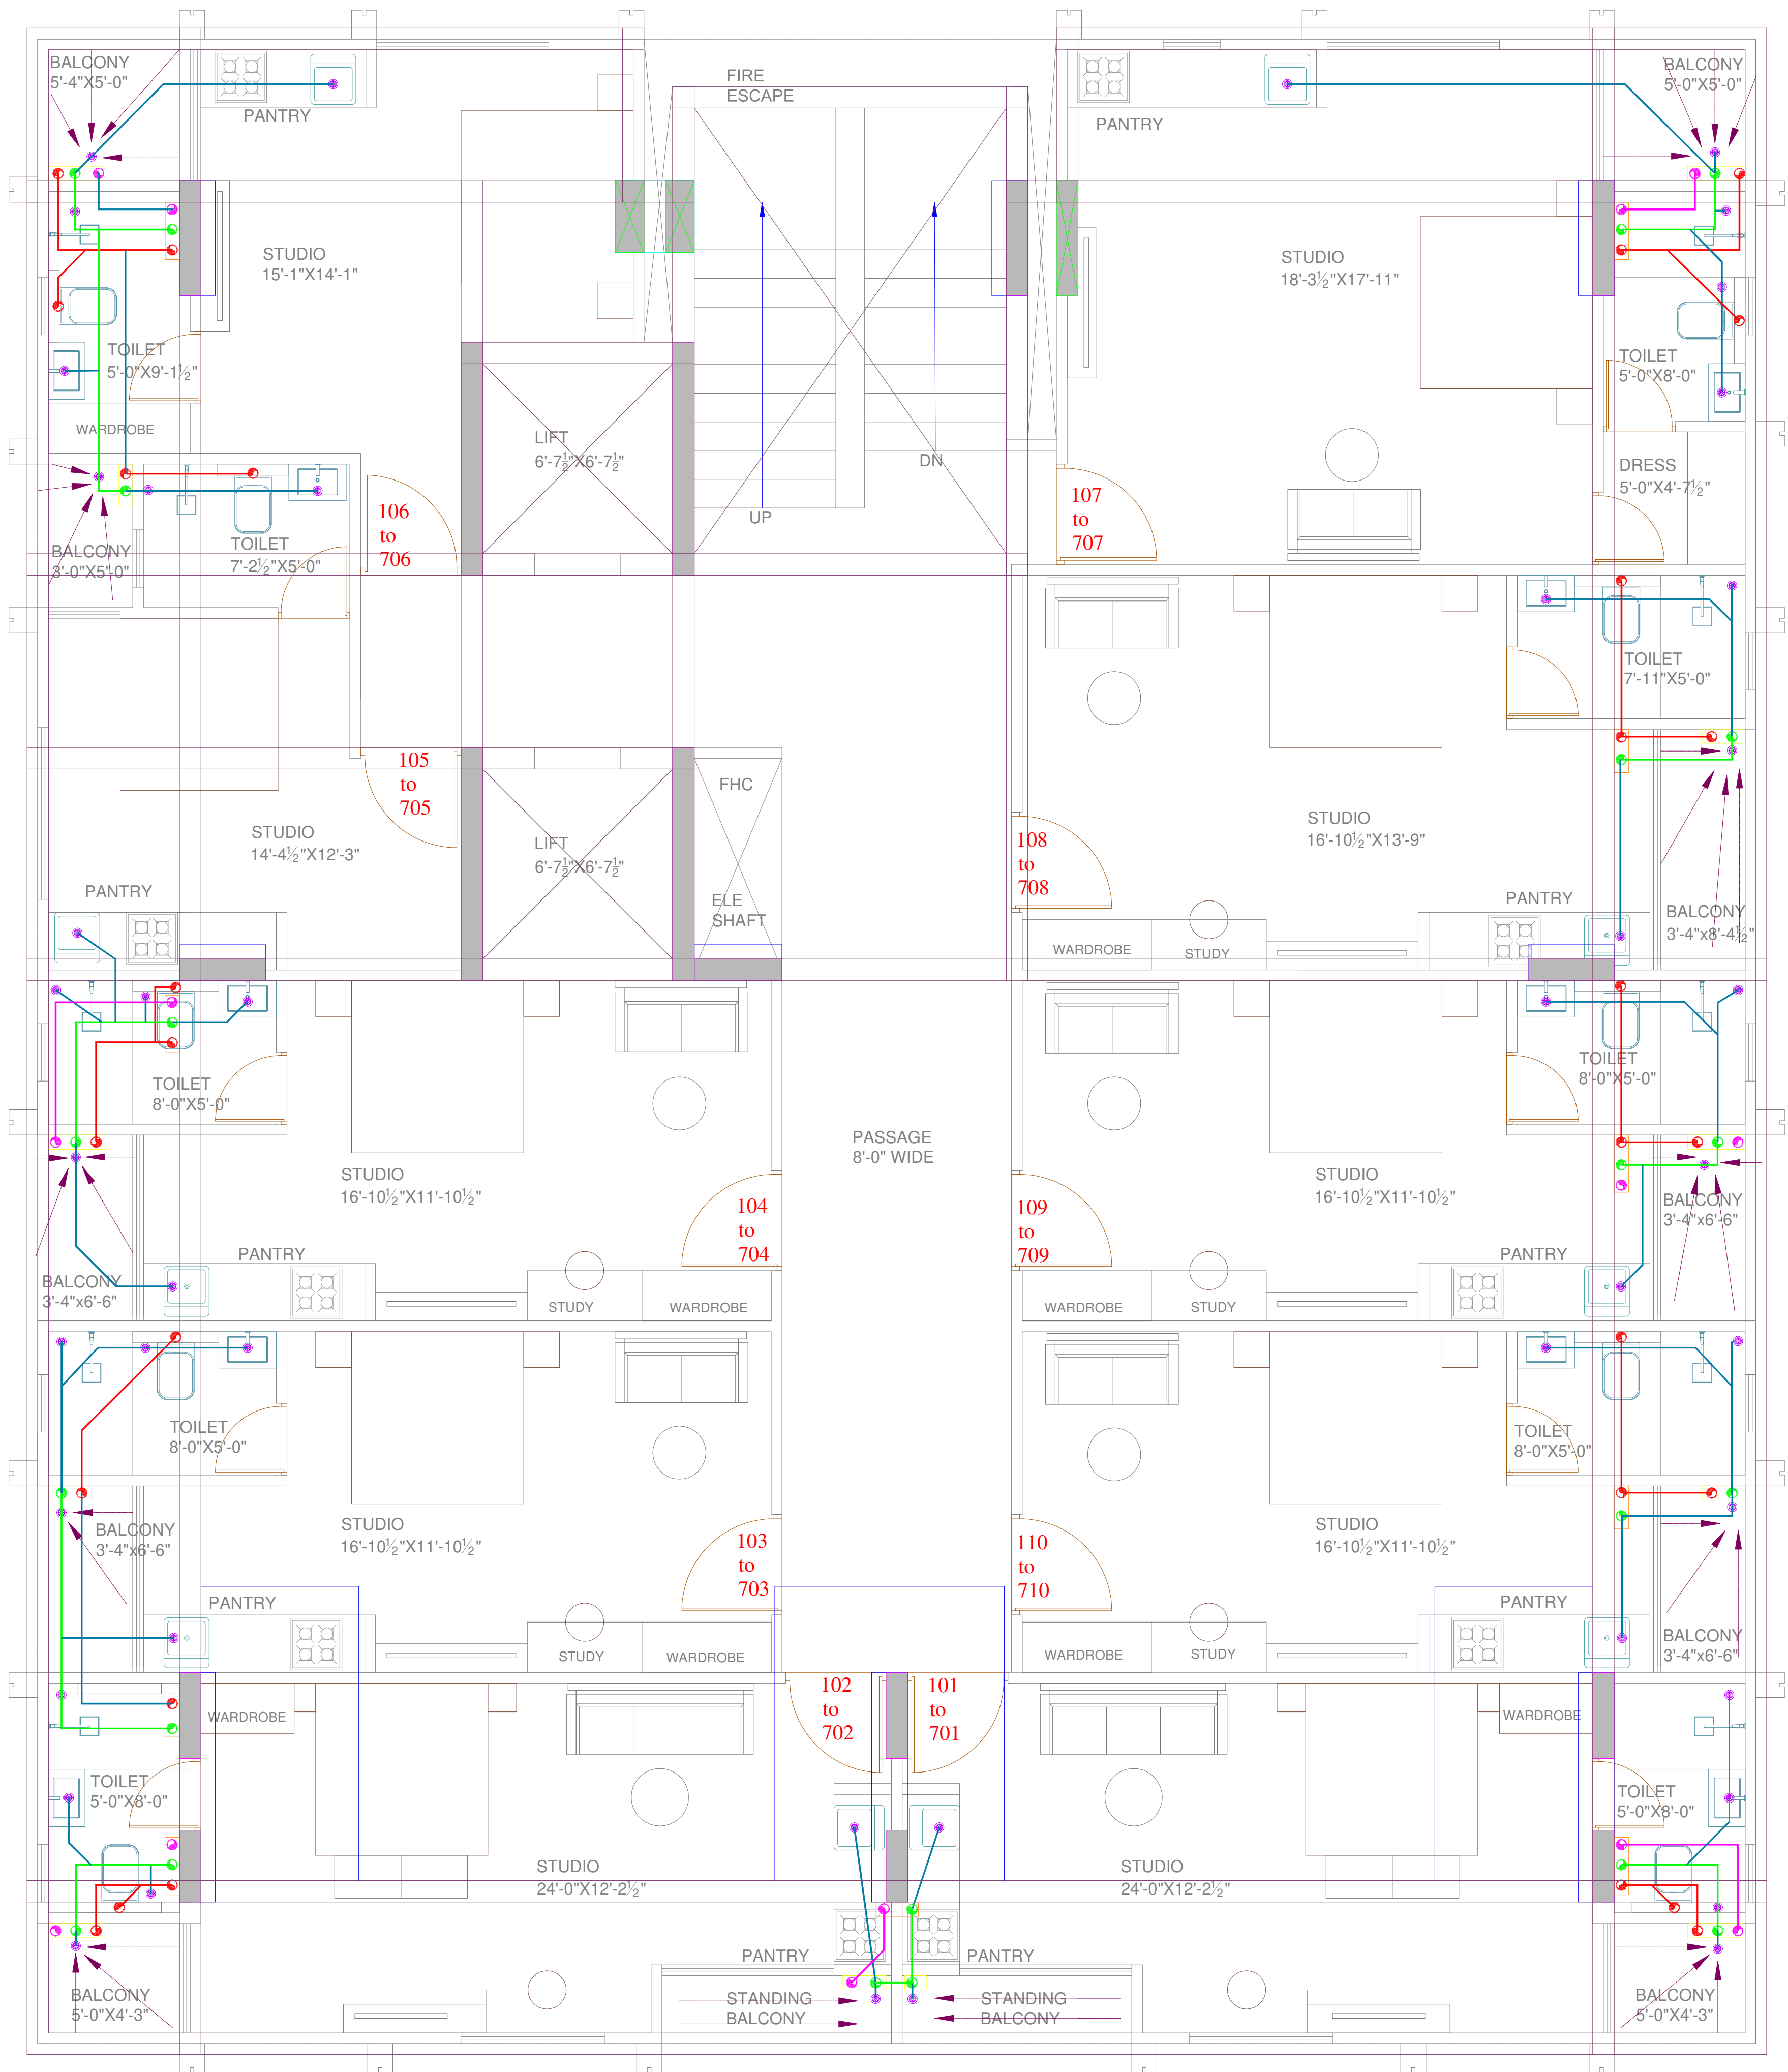 BALCONY
5'-4"X5'-0"
PANTRY
FIRE
ESCAPE
PANTRY
BALCONY
5'-0"X5'-0"
STUDIO
15'-1"X14'-1"
STUDIO
18'-3½"X17'-11"
TOILET
5'-0"X9'-1½"
TOILET
5'-0"X8'-0"
WARDROBE
LIFT
6'-7½"X6'-7½"
DN
DRESS
5'-0"X4'-7½"
UP
106
to
706
107
to
707
BALCONY
3'-0"X5'-0"
TOILET
7'-2½"X5'-0"
TOILET
7'-11"X5'-0"
105
to
705
FHC
STUDIO
14'-4½"X12'-3"
LIFT
6'-7½"X6'-7½"
108
to
708
STUDIO
16'-10½"X13'-9"
PANTRY
ELE
SHAFT
WARDROBE
STUDY
PANTRY
BALCONY
3'-4"x8'-4½"
TOILET
8'-0"X5'-0"
TOILET
8'-0"X5'-0"
PASSAGE
8'-0" WIDE
STUDIO
16'-10½"X11'-10½"
104
to
704
109
to
709
STUDIO
16'-10½"X11'-10½"
BALCONY
3'-4"x6'-6"
BALCONY
3'-4"x6'-6"
PANTRY
STUDY
WARDROBE
WARDROBE
STUDY
PANTRY
TOILET
8'-0"X5'-0"
TOILET
8'-0"X5'-0"
BALCONY
3'-4"x6'-6"
STUDIO
16'-10½"X11'-10½"
103
to
703
110
to
710
STUDIO
16'-10½"X11'-10½"
PANTRY
STUDY
WARDROBE
WARDROBE
STUDY
PANTRY
BALCONY
3'-4"x6'-6"
WARDROBE
102
to
702
101
to
701
WARDROBE
TOILET
5'-0"X8'-0"
TOILET
5'-0"X8'-0"
STUDIO
24'-0"X12'-2½"
STUDIO
24'-0"X12'-2½"
PANTRY
PANTRY
BALCONY
5'-0"X4'-3"
STANDING
BALCONY
STANDING
BALCONY
BALCONY
5'-0"X4'-3"